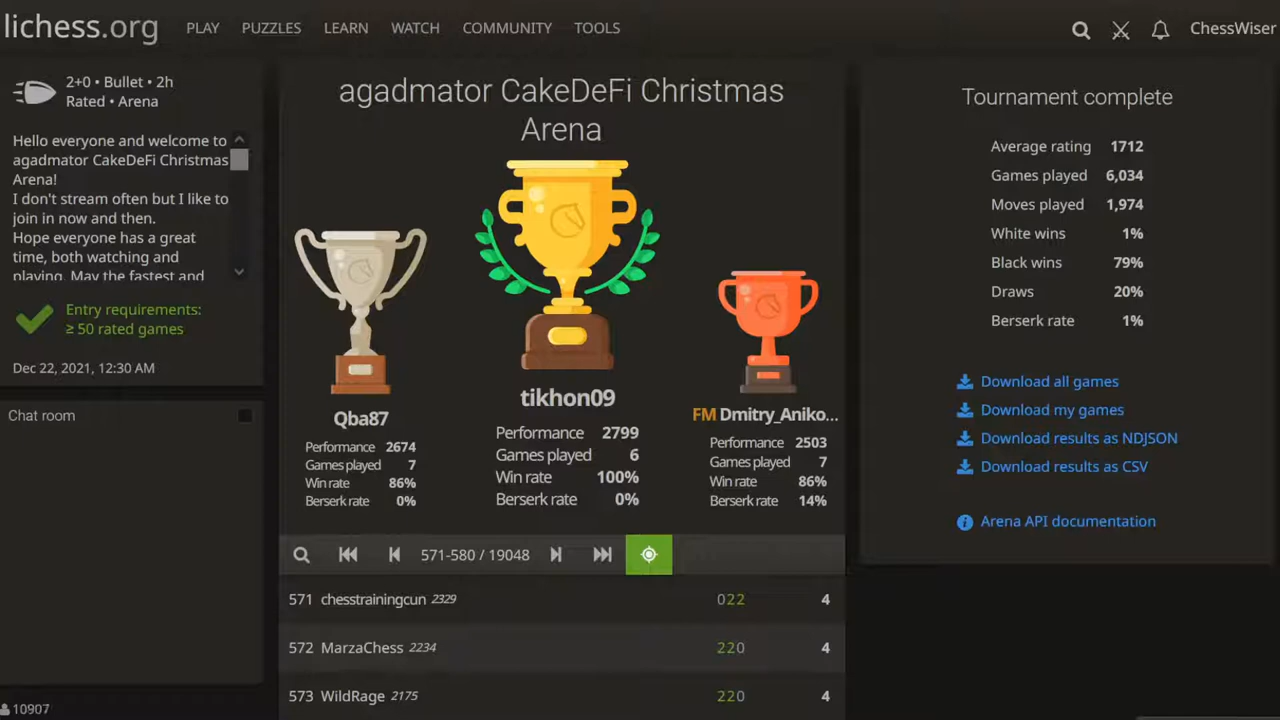 lichess.org PLAY PUZZLES LEARN WATCH COMMUNITY TOOLS ChessWiser
2+0 • Bullet • 2h
Rated • Arena
Hello everyone and welcome to
agadmator CakeDeFi Christmas
Arena!
I don't stream often but I like to
join in now and then.
Hope everyone has a great
time, both watching and
playing. May the fastest and
Entry requirements:
≥ 50 rated games
Dec 22, 2021, 12:30 AM
Chat room
10907
agadmator CakeDeFi Christmas
Arena
Qba87
Performance 2674
Games played 7
Win rate 86%
Berserk rate 0%
tikhon09
Performance 2799
Games played 6
Win rate 100%
Berserk rate 0%
FM Dmitry_Aniko...
Performance 2503
Games played 7
Win rate 86%
Berserk rate 14%
571-580 / 19048
571 chesstrainingcun 2329 022 4
572 MarzaChess 2234 220 4
573 WildRage 2175 220 4
Tournament complete
Average rating 1712
Games played 6,034
Moves played 1,974
White wins 1%
Black wins 79%
Draws 20%
Berserk rate 1%
Download all games
Download my games
Download results as NDJSON
Download results as CSV
Arena API documentation